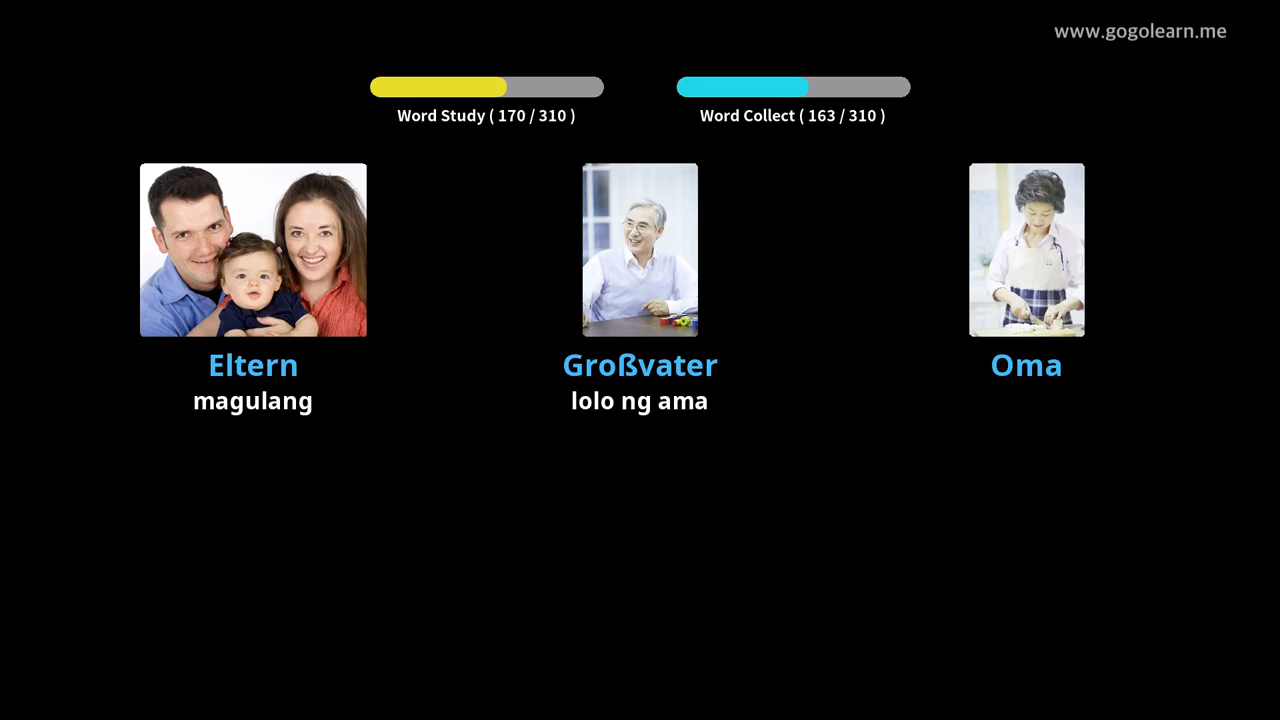 www.gogolearn.me
Word Study ( 170 / 310 )
Word Collect ( 163 / 310 )
Eltern
magulang
Großvater
lolo ng ama
Oma